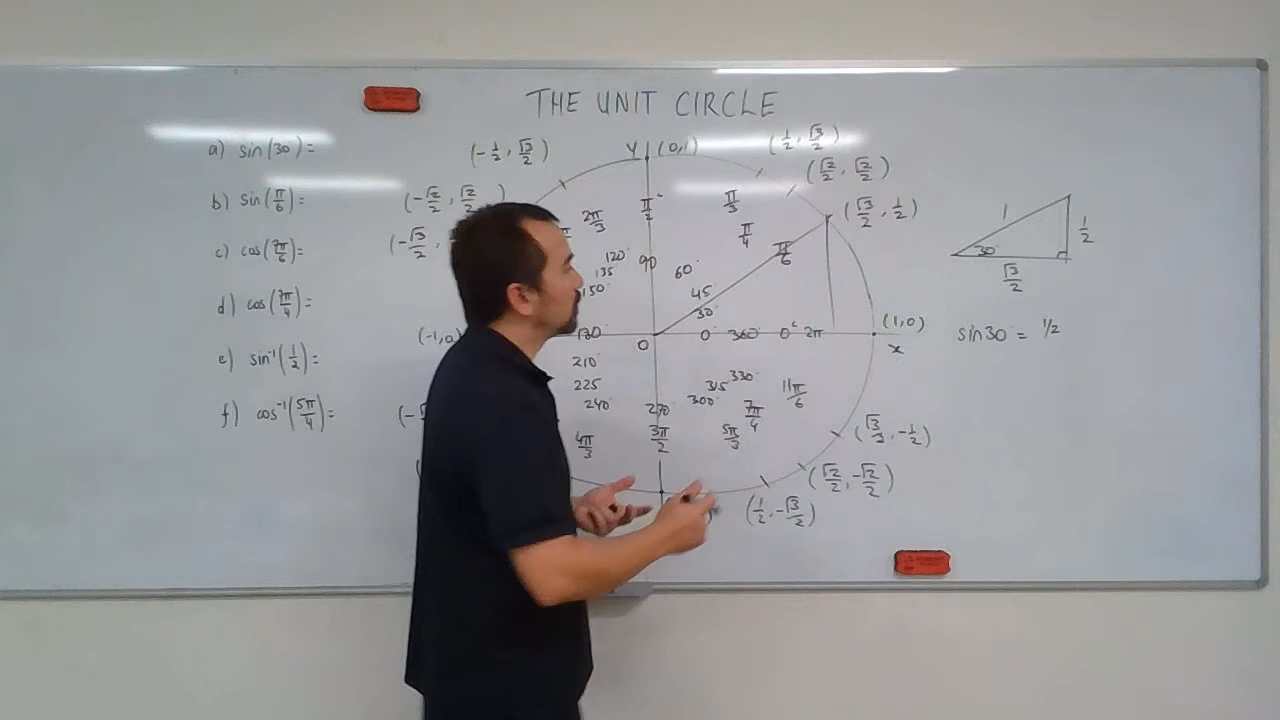 THE UNIT CIRCLE
a) sin(30°)=
b) sin(π/6)=
c) cos(7π/6)=
d) cos(7π/4)=
e) sin⁻¹(1/2)=
f) cos⁻¹(5π/4)=
(-1/2, √3/2)
(-√2/2, √2/2)
(-√3/2,
(-1,0)
y (0,1)
(1/2, √3/2)
(√2/2, √2/2)
(√3/2, 1/2)
(1,0)
x
2π/3
π/2
π/3
π/4
π/6
120°
135°
150°
90
60°
45
30°
180°
0
0° 360° 0° 2π
210°
225
240°
270°
300°
315
330°
4π/3
3π/2
5π/3
7π/4
11π/6
(√3/2, -1/2)
(√2/2, -√2/2)
(1/2, -√3/2)
1
30°
1/2
√3/2
sin30° = 1/2